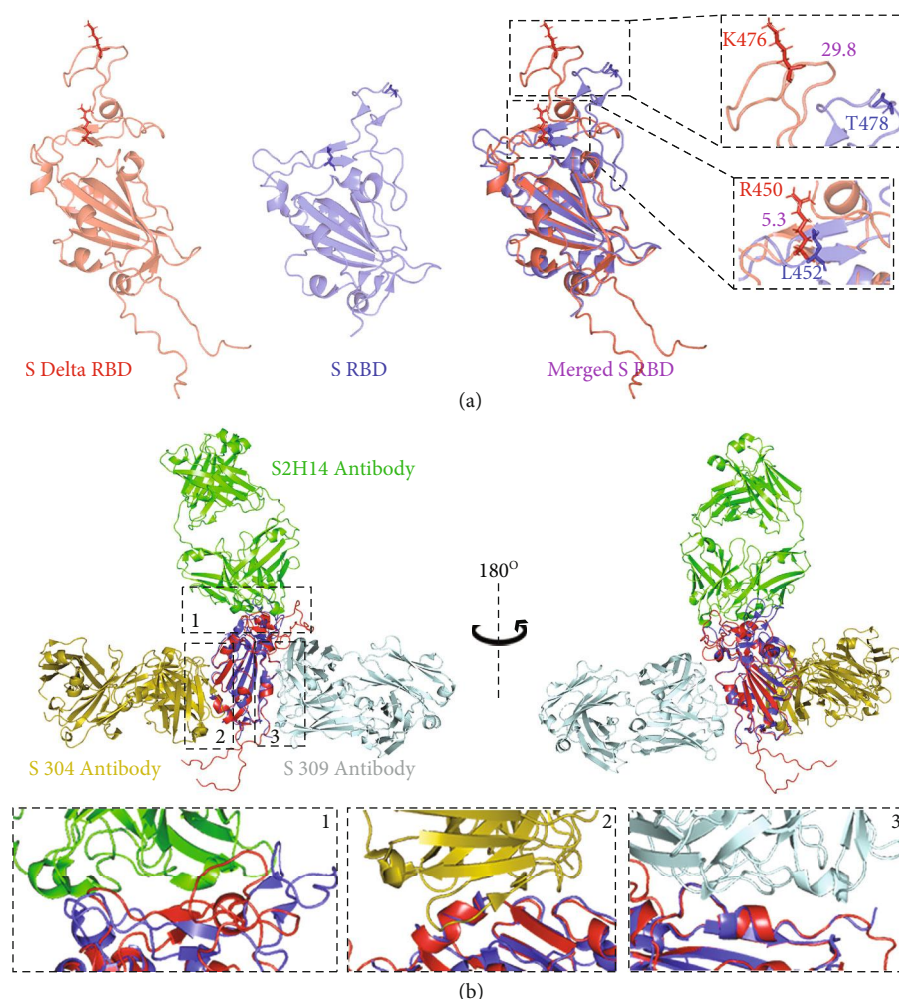 K476
29.8
T478
R450
5.3
L452
S Delta RBD
S RBD
Merged S RBD
(a)
S2H14 Antibody
180O
1
2
3
S 304 Antibody
S 309 Antibody
1
2
3
(b)